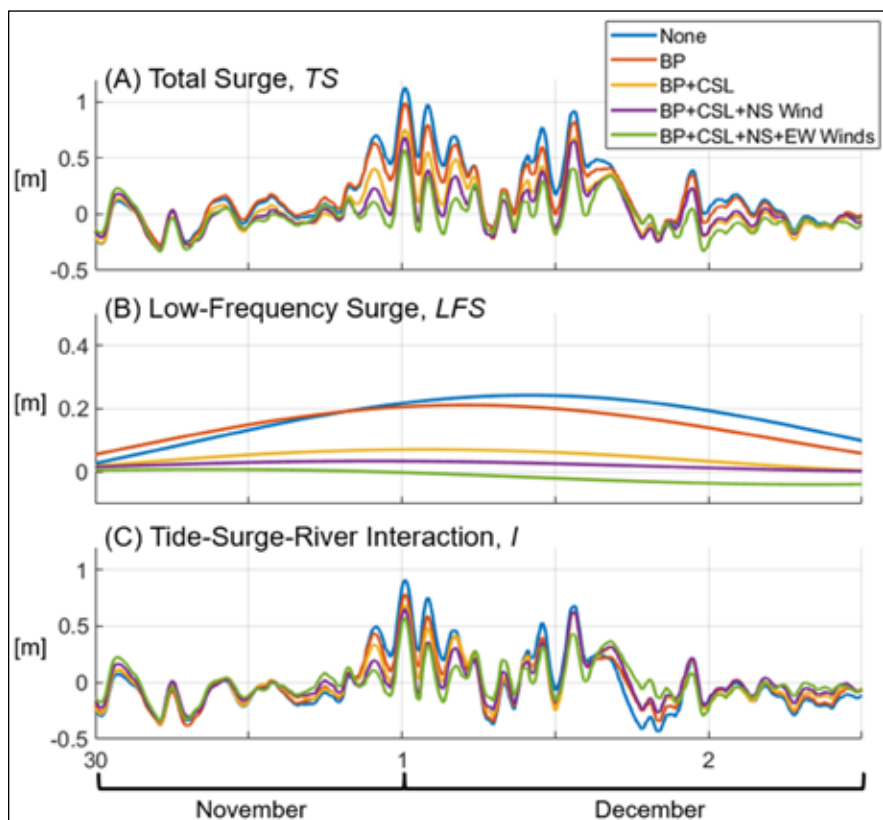 None
BP
BP+CSL
BP+CSL+NS Wind
BP+CSL+NS+EW Winds
(A) Total Surge, TS
1
0.5
[m]
0
-0.5
(B) Low-Frequency Surge, LFS
0.4
[m]
0.2
0
(C) Tide-Surge-River Interaction, I
1
0.5
[m]
0
-0.5
30 1 2
November December